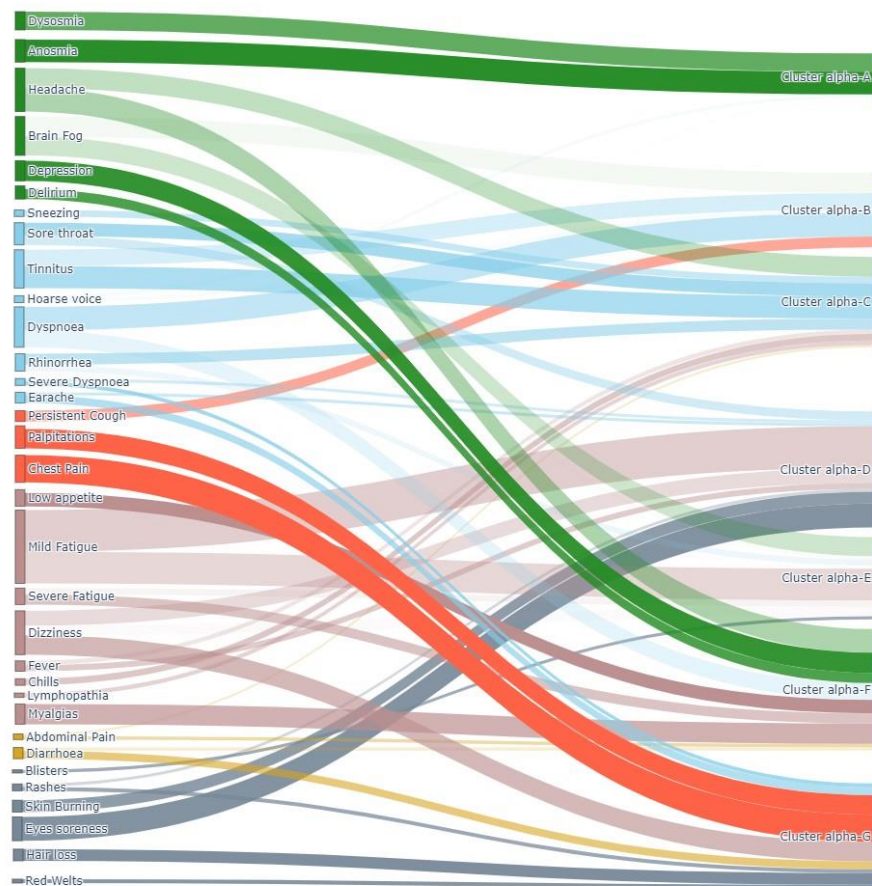 Dysosmia
Anosmia
Headache
Brain Fog
Depression
Delirium
Sneezing
Sore throat
Tinnitus
Hoarse voice
Dyspnoea
Rhinorrhea
Severe Dyspnoea
Earache
Persistent Cough
Palpitations
Chest Pain
Low appetite
Mild Fatigue
Severe Fatigue
Dizziness
Fever
Chills
Lymphopathia
Myalgias
Abdominal Pain
Diarrhoea
Blisters
Rashes
Skin Burning
Eyes soreness
Hair loss
Red-Welts
Cluster alpha-A
Cluster alpha-B
Cluster alpha-C
Cluster alpha-D
Cluster alpha-E
Cluster alpha-F
Cluster alpha-G